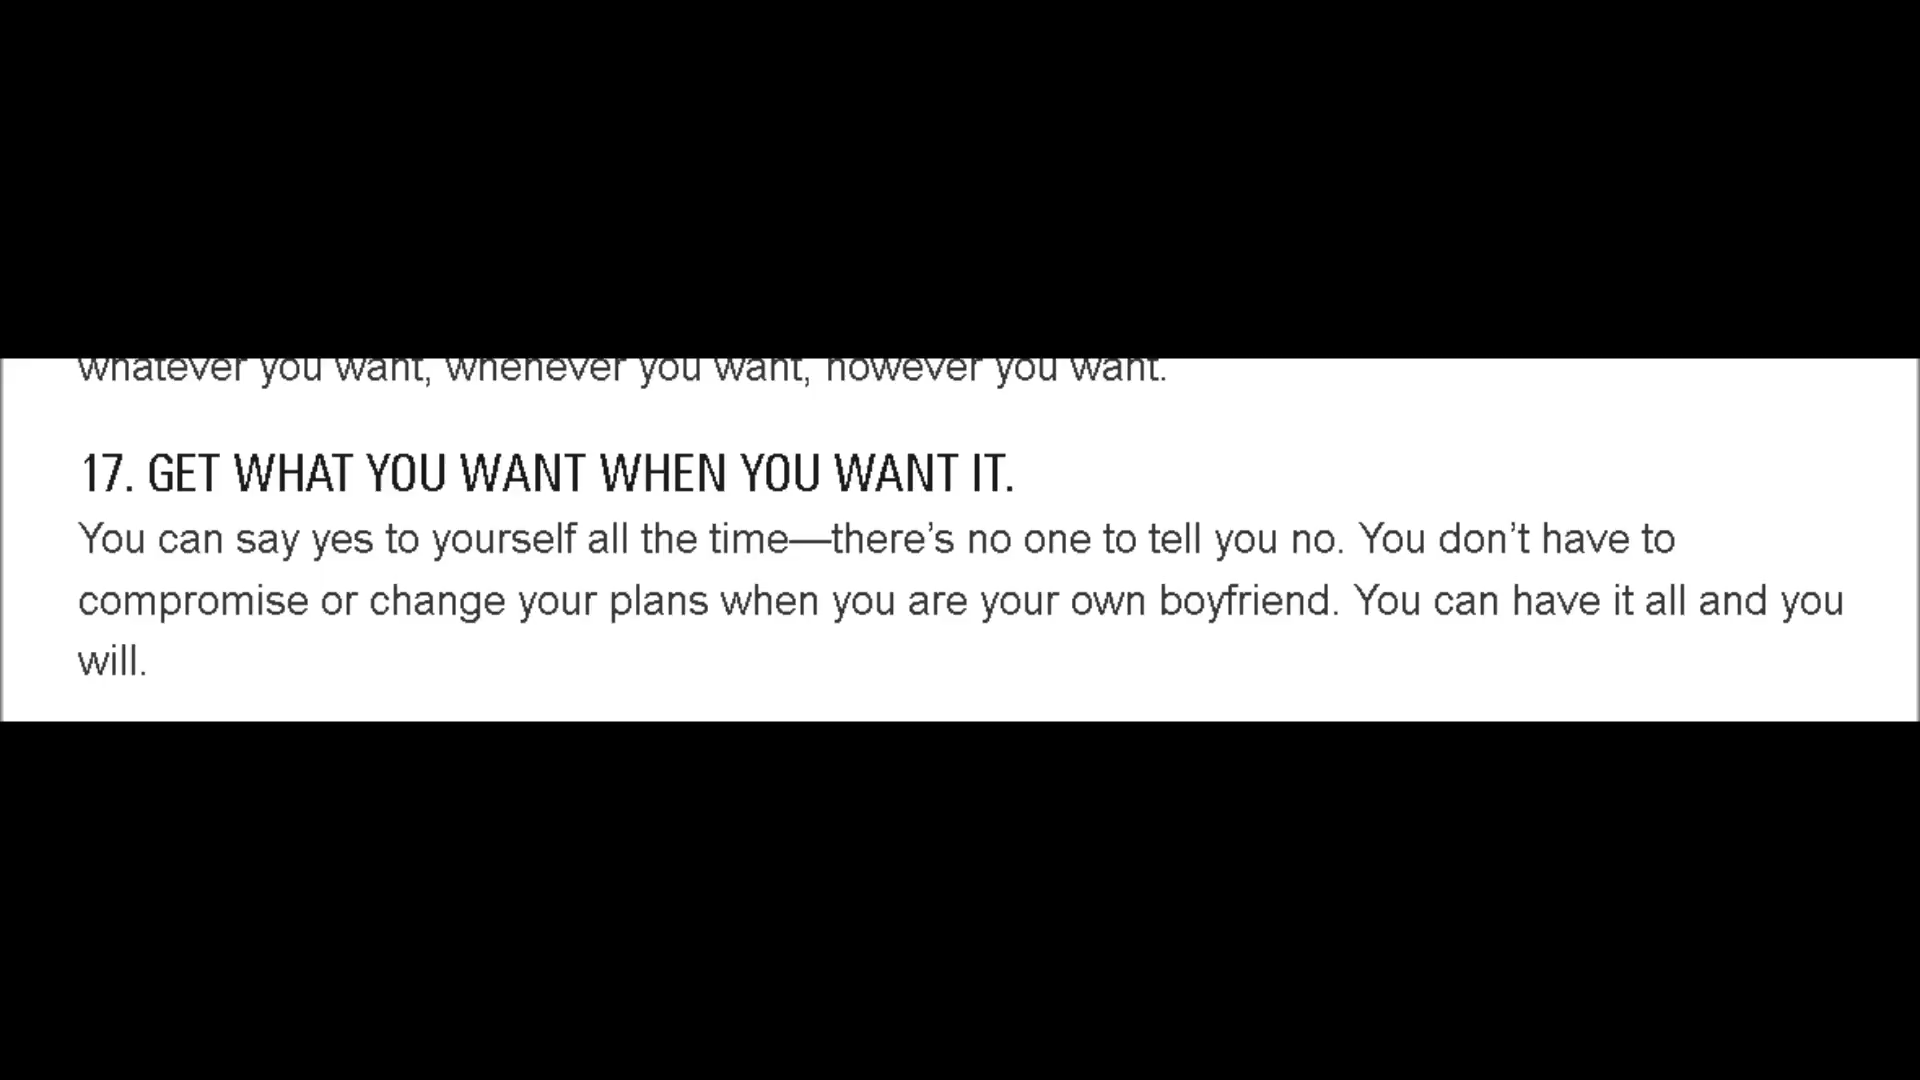 whatever you want, whenever you want, however you want.
17. GET WHAT YOU WANT WHEN YOU WANT IT.
You can say yes to yourself all the time—there’s no one to tell you no. You don’t have to
compromise or change your plans when you are your own boyfriend. You can have it all and you
will.